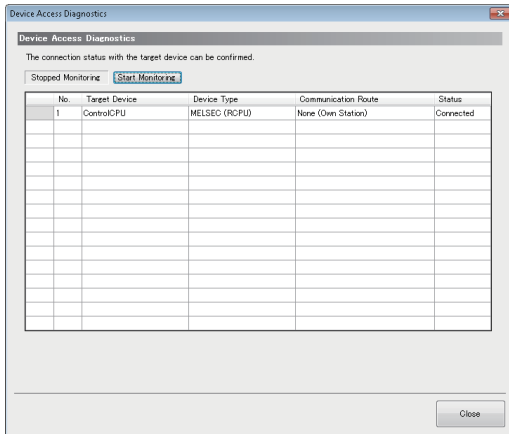 Device Access Diagnostics
Device Access Diagnostics
The connection status with the target device can be confirmed.
Stopped Monitoring Start Monitoring
No. Target Device Device Type Communication Route Status
1 ControlCPU MELSEC (RCPU) None (Own Station) Connected
Close